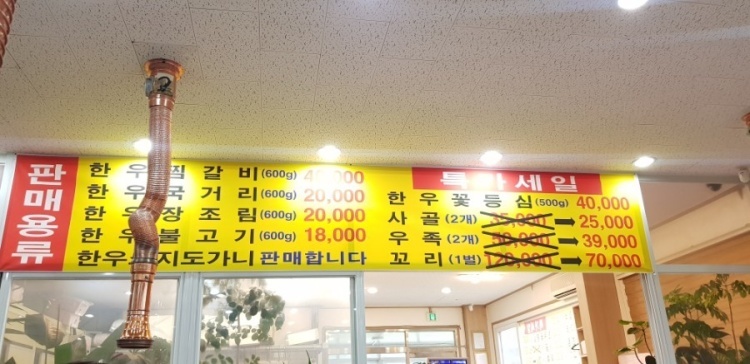 판매용류
한우찜갈비(600g) 40,000
한우국거리(600g) 20,000
한우장조림(600g) 20,000
한우불고기(600g) 18,000
한우 지도가니 판매합니다
특가세일
한우꽃등심(500g) 40,000
사골(2개) 35,000 ➡ 25,000
우족(2개) ➡ 39,000
꼬리(1벌) 120,000 ➡ 70,000